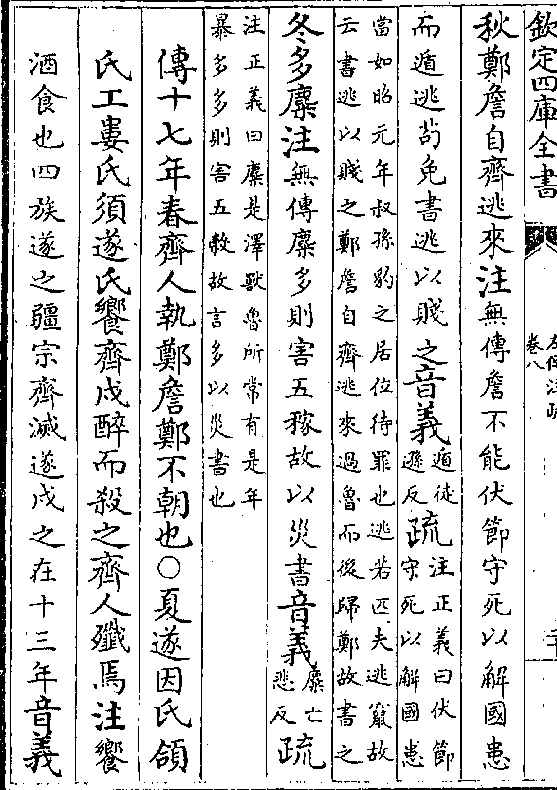 欽定四庫全書
卷八
秋鄭詹自齊逃來注無傳詹不能伏節守死以解國患
而遁逃苟免書逃以賤之音義遁徒遜反疏注正義曰伏節守死以解國患
當如昭元年叔孫豹之居位待罪也逃若匹夫逃竄故
云書逃以賤之鄭詹自齊逃來過魯而後歸鄭故書之
冬多麋注無傳麋多則害五稼故以災書音義麋亡悲反疏
注正義曰麋是澤獸魯所常有是年
暴多多則害五穀故言多以災書也
傳十七年春齊人執鄭詹鄭不朝也○夏遂因氏頜
氏工婁氏須遂氏饗齊戍醉而殺之齊人殲焉注饗
酒食也四族遂之疆宗齊滅遂戍之在十三年音義